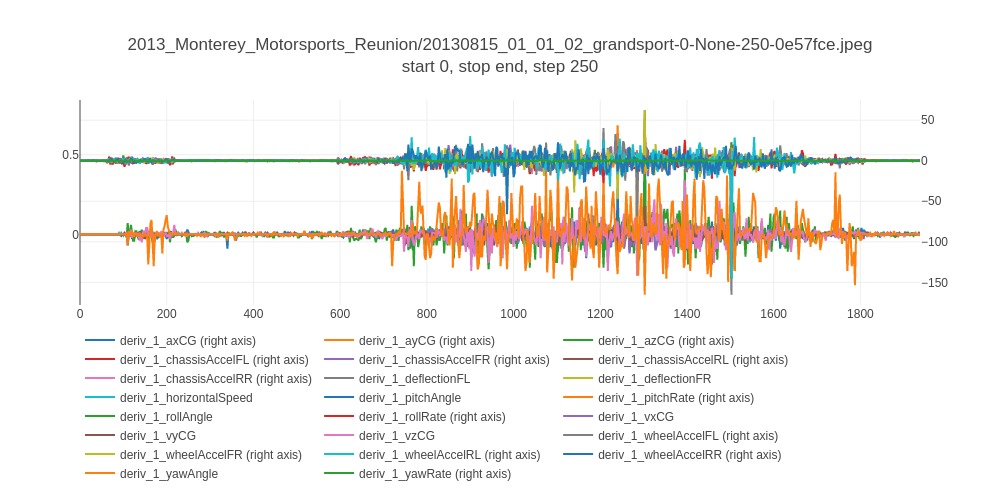 2013_Monterey_Motorsports_Reunion/20130815_01_01_02_grandsport-0-None-250-0e57fce.jpeg
start 0, stop end, step 250
0.5
0
50
0
−50
−100
−150
0 200 400 600 800 1000 1200 1400 1600 1800
deriv_1_axCG (right axis) deriv_1_ayCG (right axis) deriv_1_azCG (right axis)
deriv_1_chassisAccelFL (right axis) deriv_1_chassisAccelFR (right axis) deriv_1_chassisAccelRL (right axis)
deriv_1_chassisAccelRR (right axis) deriv_1_deflectionFL deriv_1_deflectionFR
deriv_1_horizontalSpeed deriv_1_pitchAngle deriv_1_pitchRate (right axis)
deriv_1_rollAngle deriv_1_rollRate (right axis) deriv_1_vxCG
deriv_1_vyCG deriv_1_vzCG deriv_1_wheelAccelFL (right axis)
deriv_1_wheelAccelFR (right axis) deriv_1_wheelAccelRL (right axis) deriv_1_wheelAccelRR (right axis)
deriv_1_yawAngle deriv_1_yawRate (right axis)